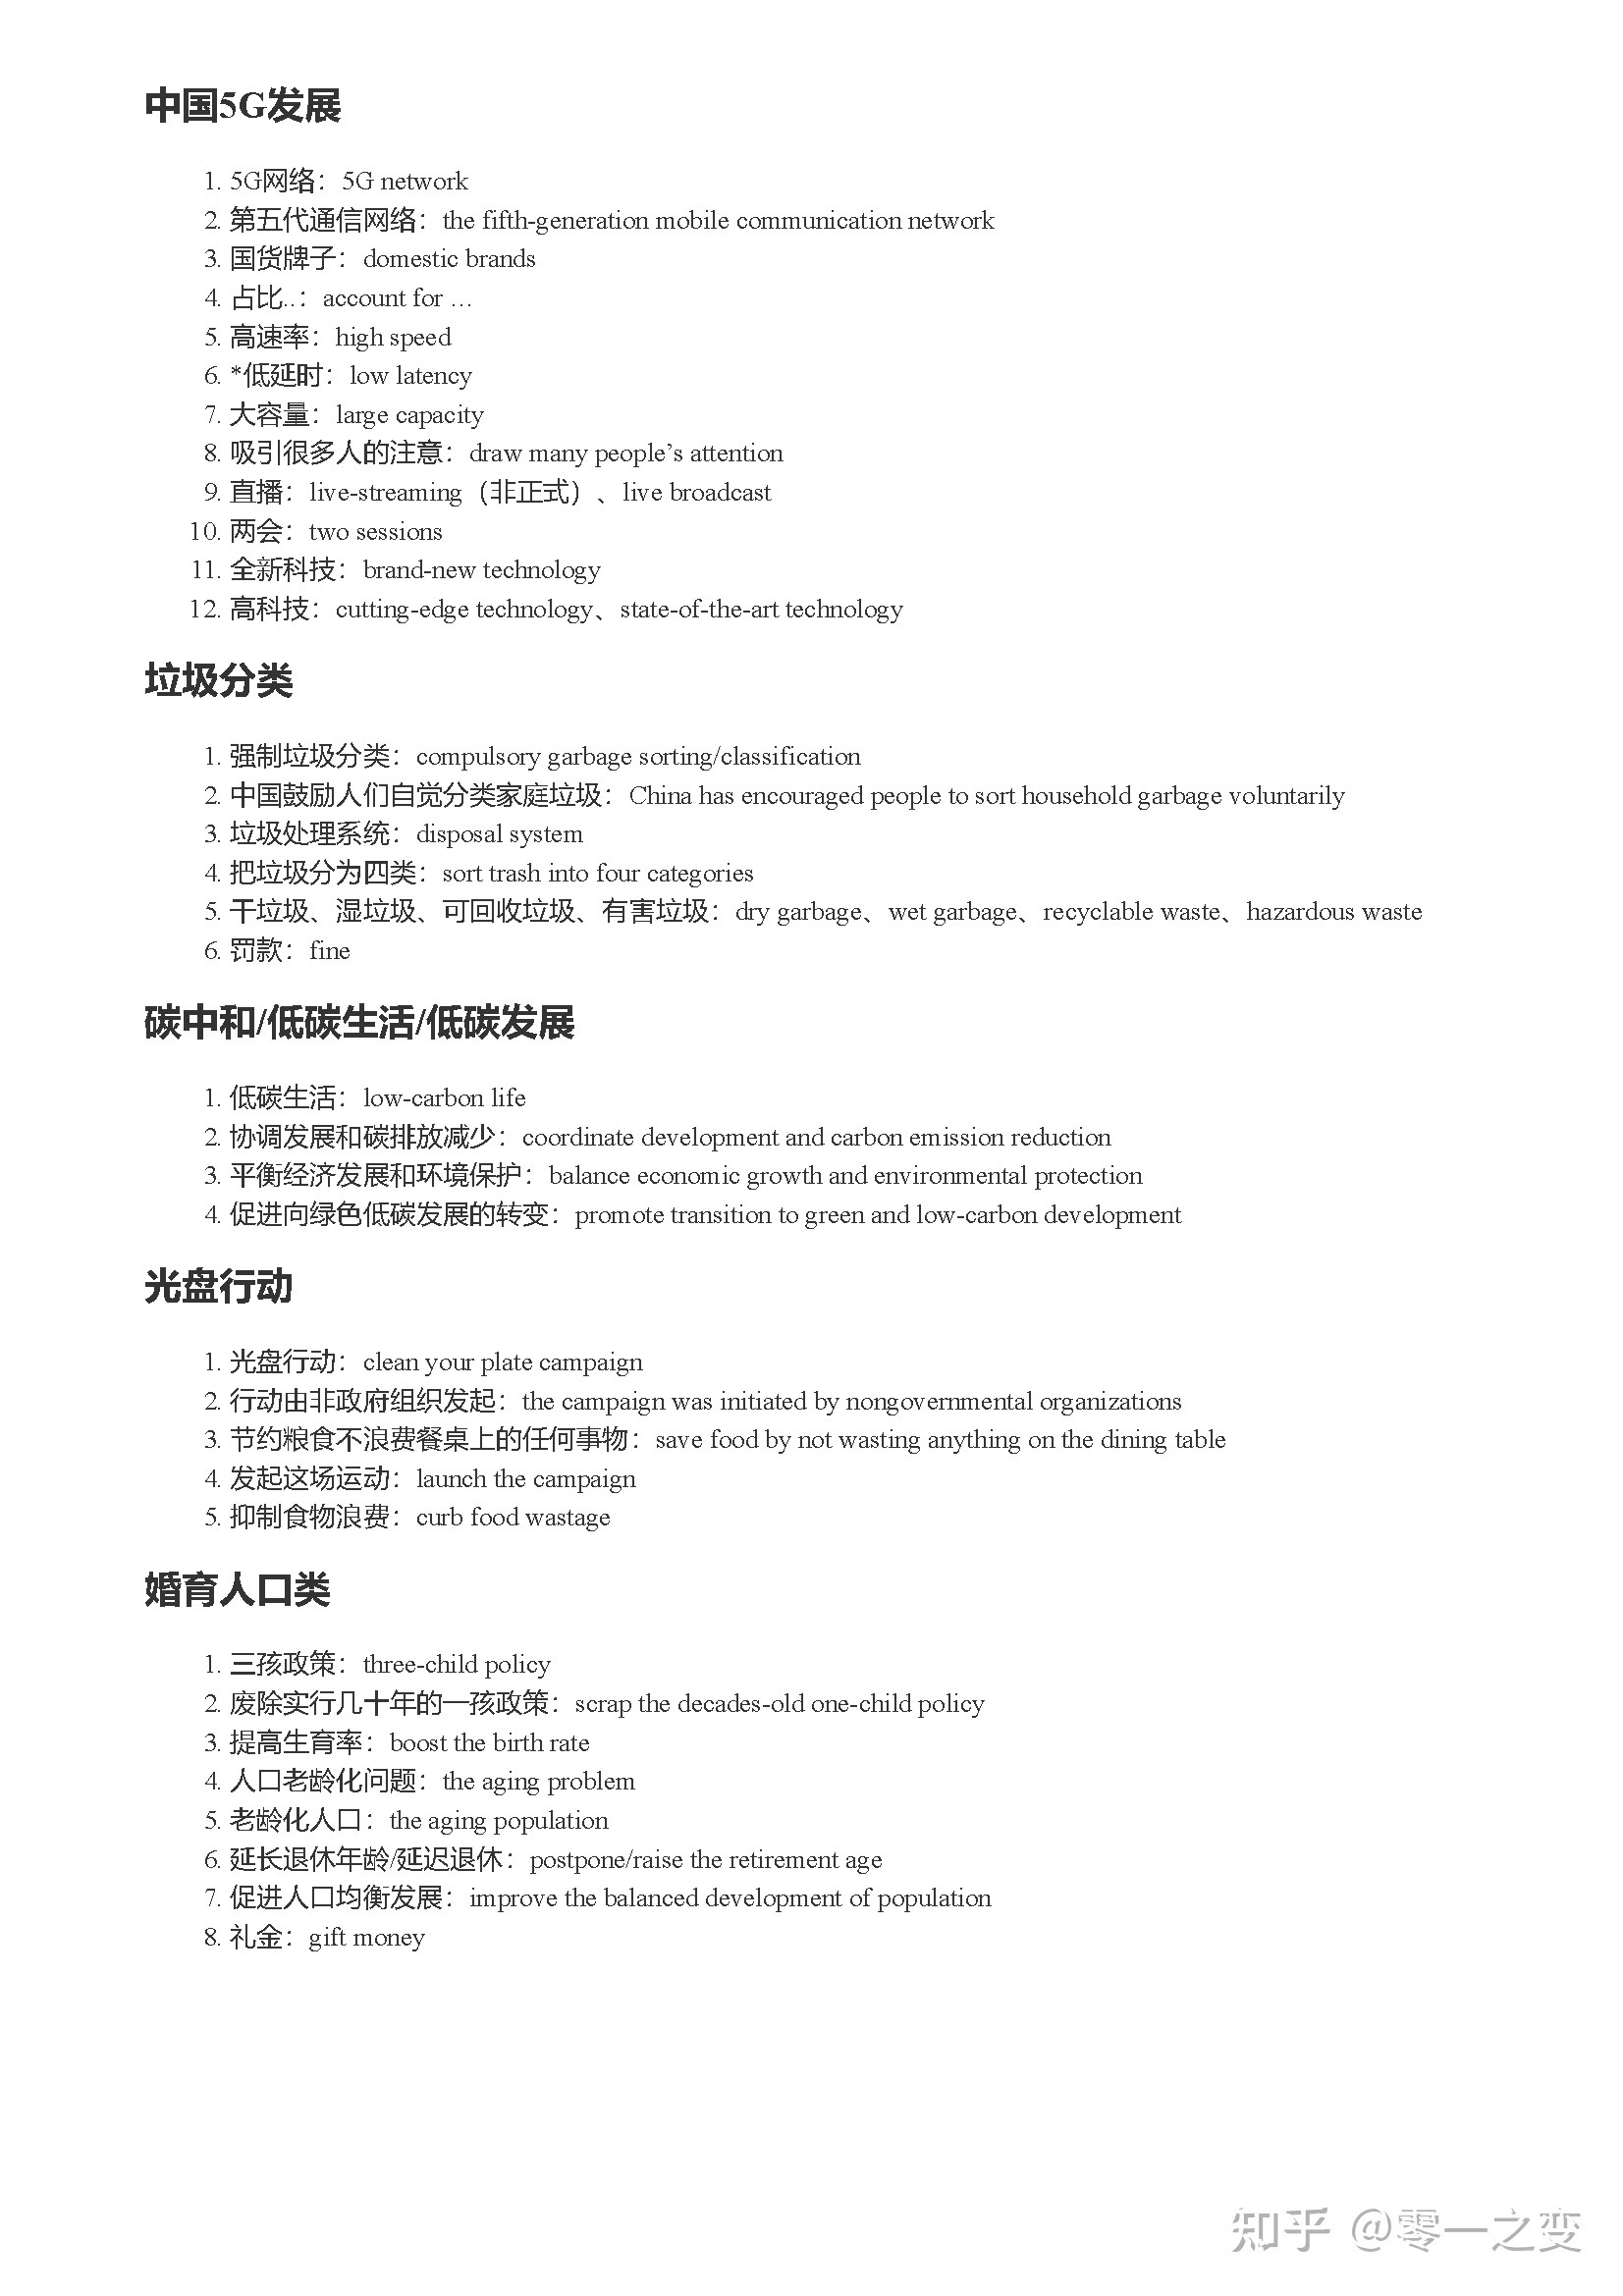 中国5G发展
1. 5G网络：5G network
2. 第五代通信网络：the fifth-generation mobile communication network
3. 国货牌子：domestic brands
4. 占比..：account for …
5. 高速率：high speed
6. *低延时：low latency
7. 大容量：large capacity
8. 吸引很多人的注意：draw many people’s attention
9. 直播：live-streaming（非正式）、live broadcast
10. 两会：two sessions
11. 全新科技：brand-new technology
12. 高科技：cutting-edge technology、state-of-the-art technology
垃圾分类
1. 强制垃圾分类：compulsory garbage sorting/classification
2. 中国鼓励人们自觉分类家庭垃圾：China has encouraged people to sort household garbage voluntarily
3. 垃圾处理系统：disposal system
4. 把垃圾分为四类：sort trash into four categories
5. 干垃圾、湿垃圾、可回收垃圾、有害垃圾：dry garbage、wet garbage、recyclable waste、hazardous waste
6. 罚款：fine
碳中和/低碳生活/低碳发展
1. 低碳生活：low-carbon life
2. 协调发展和碳排放减少：coordinate development and carbon emission reduction
3. 平衡经济发展和环境保护：balance economic growth and environmental protection
4. 促进向绿色低碳发展的转变：promote transition to green and low-carbon development
光盘行动
1. 光盘行动：clean your plate campaign
2. 行动由非政府组织发起：the campaign was initiated by nongovernmental organizations
3. 节约粮食不浪费餐桌上的任何事物：save food by not wasting anything on the dining table
4. 发起这场运动：launch the campaign
5. 抑制食物浪费：curb food wastage
婚育人口类
1. 三孩政策：three-child policy
2. 废除实行几十年的一孩政策：scrap the decades-old one-child policy
3. 提高生育率：boost the birth rate
4. 人口老龄化问题：the aging problem
5. 老龄化人口：the aging population
6. 延长退休年龄/延迟退休：postpone/raise the retirement age
7. 促进人口均衡发展：improve the balanced development of population
8. 礼金：gift money
知乎 @零一之变